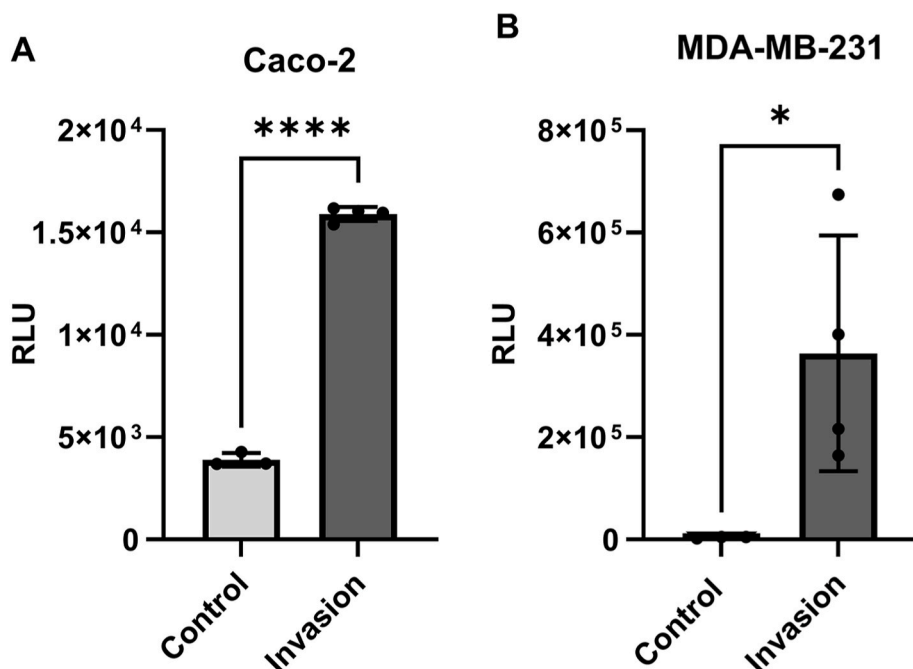 A
Caco-2
****
2×10⁴
1.5×10⁴
1×10⁴
5×10³
0
RLU
Control
Invasion
B
MDA-MB-231
*
8×10⁵
6×10⁵
4×10⁵
2×10⁵
0
RLU
Control
Invasion